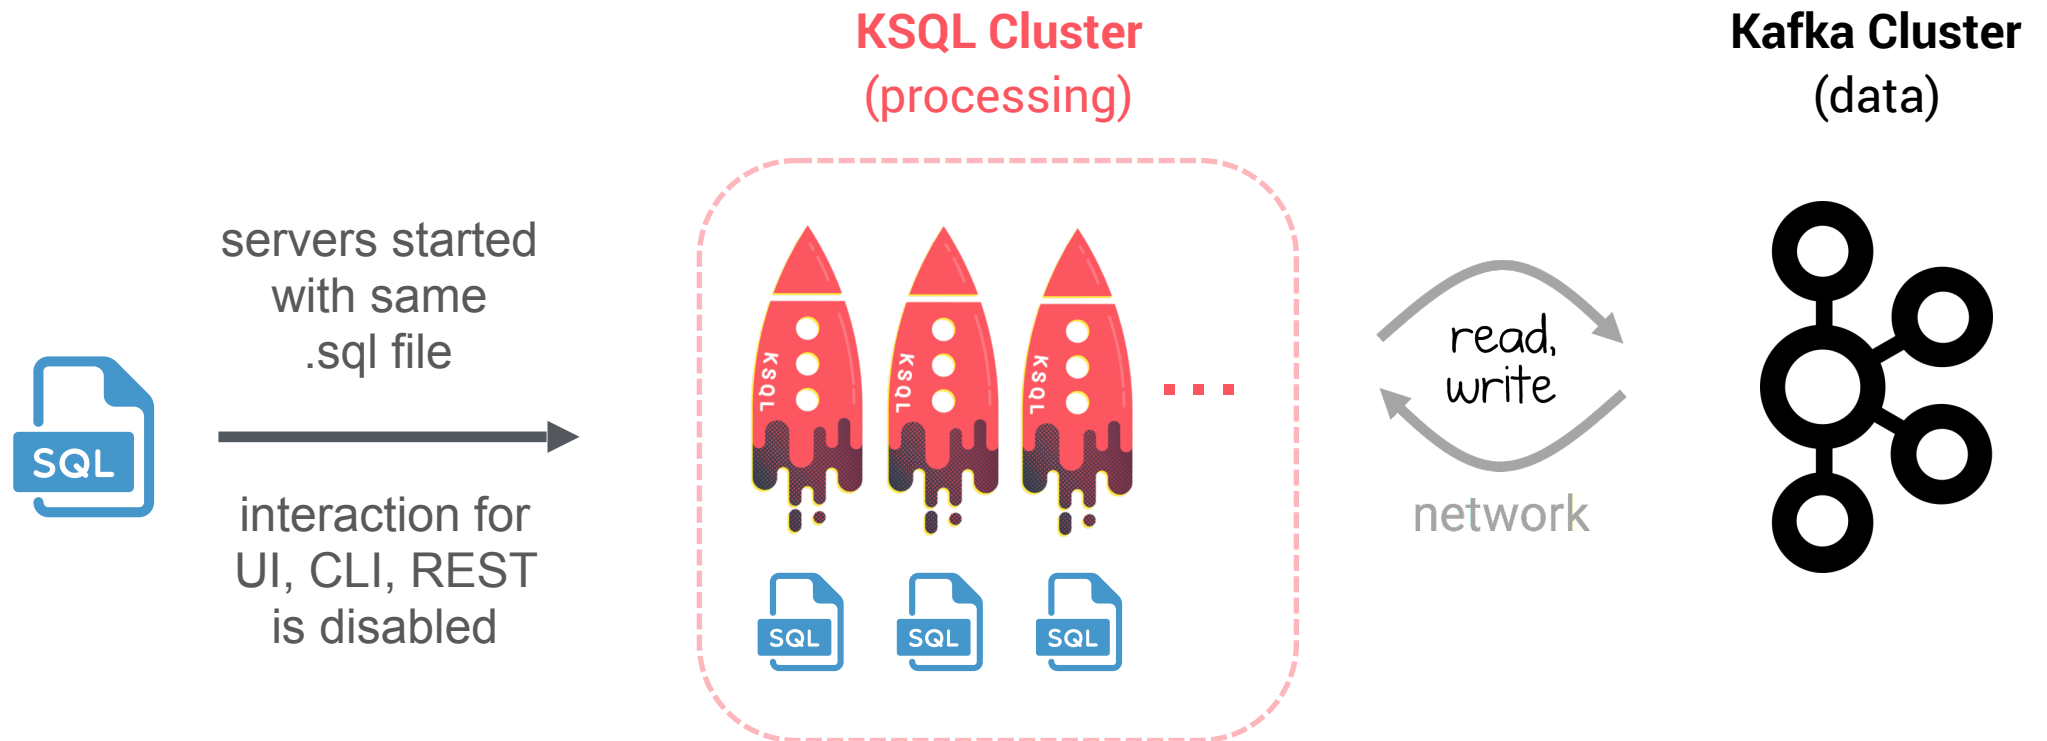 KSQL Cluster
(processing)
Kafka Cluster
(data)
servers started
with same
.sql file
SQL
interaction for
UI, CLI, REST
is disabled
KSQL
KSQL
KSQL
...
SQL
SQL
SQL
read,
write
network